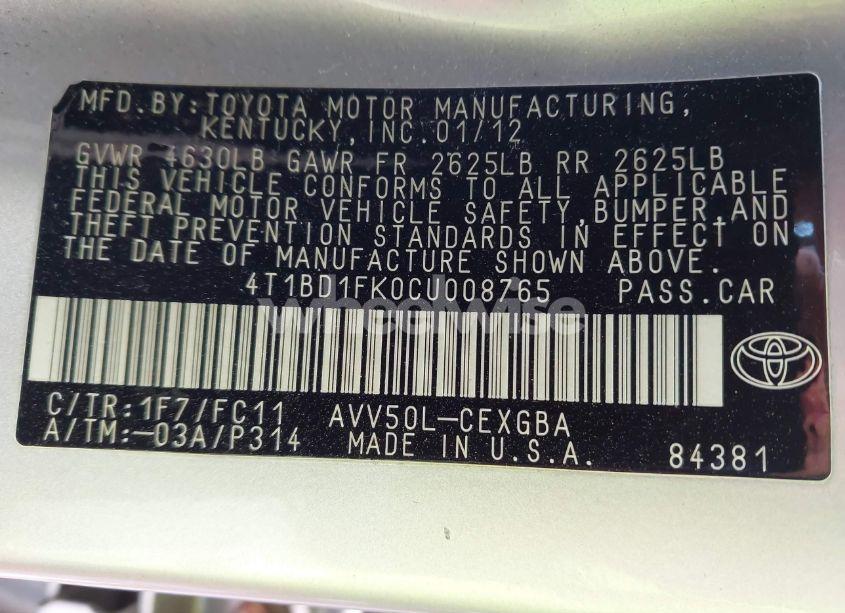 MFD.BY:TOYOTA MOTOR MANUFACTURING,
KENTUCKY,INC.01/12
GVWR 4630LB GAWR FR 2625LB RR 2625LB
THIS VEHICLE CONFORMS TO ALL APPLICABLE
FEDERAL MOTOR VEHICLE SAFETY,BUMPER,AND
THEFT PREVENTION STANDARDS IN EFFECT ON
THE DATE OF MANUFACTURE SHOWN ABOVE.
4T1BD1FK0CU008765 PASS.CAR
wheelwise
C/TR:1F7/FC11 AVV50L-CEXGBA
A/TM:-03A/P314 MADE IN U.S.A. 84381